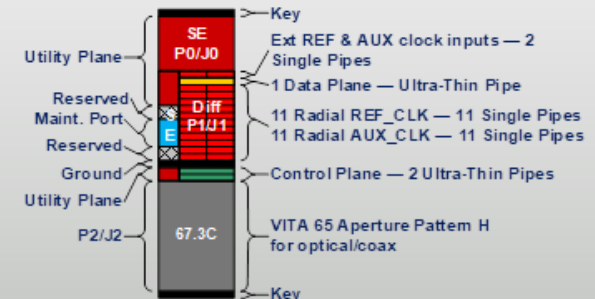 Key
SE
P0/J0
Utility Plane
Ext REF & AUX clock inputs — 2
Single Pipes
1 Data Plane — Ultra-Thin Pipe
Reserved
Maint. Port
Reserved
S
E
Diff
P1/J1
11 Radial REF_CLK — 11 Single Pipes
11 Radial AUX_CLK — 11 Single Pipes
Ground
Control Plane — 2 Ultra-Thin Pipes
Utility Plane
P2/J2
67.3C
VITA 65 Aperture Pattern H
for optical/coax
Key